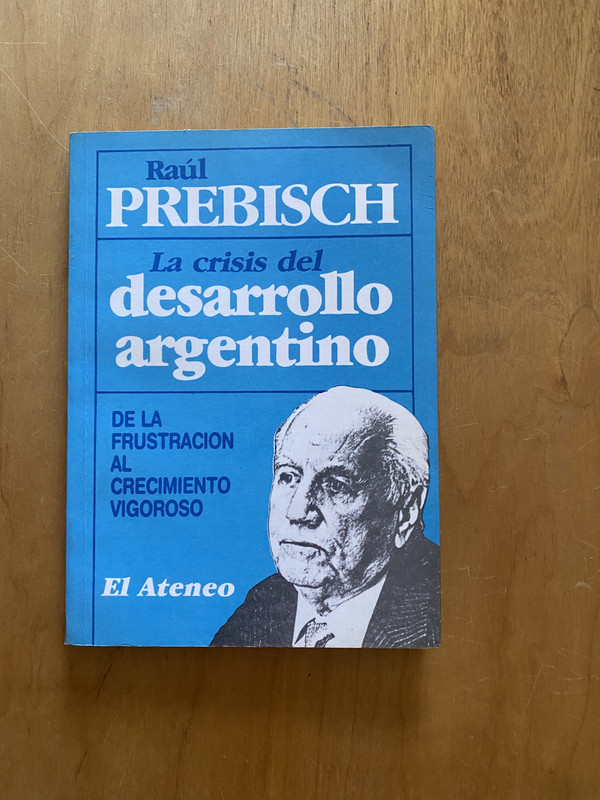 Raúl
PREBISCH
La crisis del
desarrollo
argentino
DE LA
FRUSTRACION
AL
CRECIMIENTO
VIGOROSO
El Ateneo